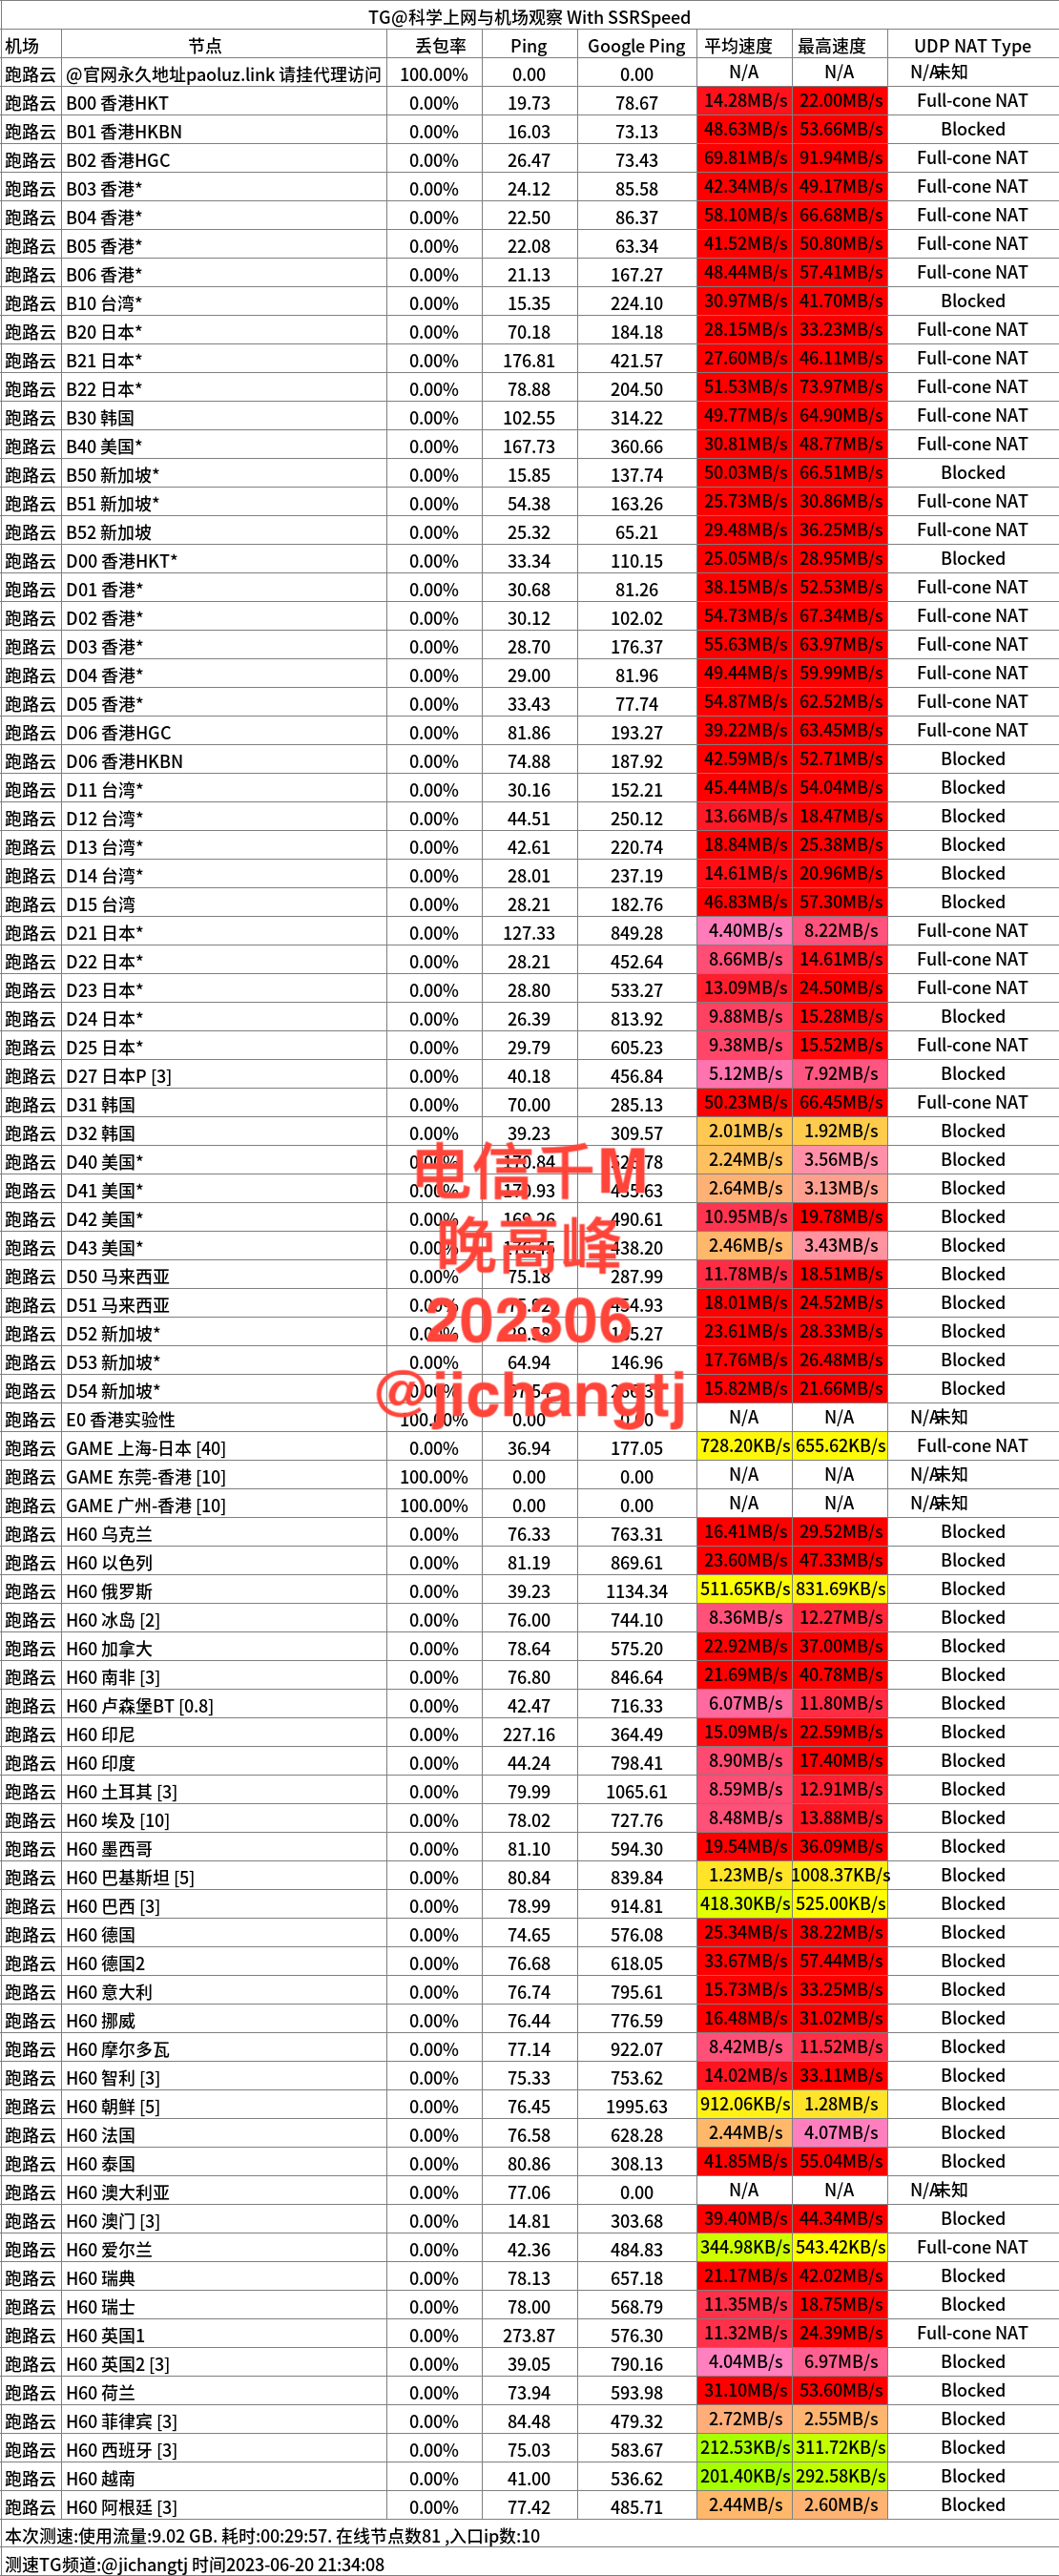 TG@科学上网与机场观察 With SSRSpeed
机场 节点 丢包率 Ping Google Ping 平均速度 最高速度 UDP NAT Type
跑路云 @官网永久地址paoluz.link 请挂代理访问 100.00% 0.00 0.00 N/A N/A N/A未知
跑路云 B00 香港HKT 0.00% 19.73 78.67 14.28MB/s 22.00MB/s Full-cone NAT
跑路云 B01 香港HKBN 0.00% 16.03 73.13 48.63MB/s 53.66MB/s Blocked
跑路云 B02 香港HGC 0.00% 26.47 73.43 69.81MB/s 91.94MB/s Full-cone NAT
跑路云 B03 香港* 0.00% 24.12 85.58 42.34MB/s 49.17MB/s Full-cone NAT
跑路云 B04 香港* 0.00% 22.50 86.37 58.10MB/s 66.68MB/s Full-cone NAT
跑路云 B05 香港* 0.00% 22.08 63.34 41.52MB/s 50.80MB/s Full-cone NAT
跑路云 B06 香港* 0.00% 21.13 167.27 48.44MB/s 57.41MB/s Full-cone NAT
跑路云 B10 台湾* 0.00% 15.35 224.10 30.97MB/s 41.70MB/s Blocked
跑路云 B20 日本* 0.00% 70.18 184.18 28.15MB/s 33.23MB/s Full-cone NAT
跑路云 B21 日本* 0.00% 176.81 421.57 27.60MB/s 46.11MB/s Full-cone NAT
跑路云 B22 日本* 0.00% 78.88 204.50 51.53MB/s 73.97MB/s Full-cone NAT
跑路云 B30 韩国 0.00% 102.55 314.22 49.77MB/s 64.90MB/s Full-cone NAT
跑路云 B40 美国* 0.00% 167.73 360.66 30.81MB/s 48.77MB/s Full-cone NAT
跑路云 B50 新加坡* 0.00% 15.85 137.74 50.03MB/s 66.51MB/s Blocked
跑路云 B51 新加坡* 0.00% 54.38 163.26 25.73MB/s 30.86MB/s Full-cone NAT
跑路云 B52 新加坡 0.00% 25.32 65.21 29.48MB/s 36.25MB/s Full-cone NAT
跑路云 D00 香港HKT* 0.00% 33.34 110.15 25.05MB/s 28.95MB/s Blocked
跑路云 D01 香港* 0.00% 30.68 81.26 38.15MB/s 52.53MB/s Full-cone NAT
跑路云 D02 香港* 0.00% 30.12 102.02 54.73MB/s 67.34MB/s Full-cone NAT
跑路云 D03 香港* 0.00% 28.70 176.37 55.63MB/s 63.97MB/s Full-cone NAT
跑路云 D04 香港* 0.00% 29.00 81.96 49.44MB/s 59.99MB/s Full-cone NAT
跑路云 D05 香港* 0.00% 33.43 77.74 54.87MB/s 62.52MB/s Full-cone NAT
跑路云 D06 香港HGC 0.00% 81.86 193.27 39.22MB/s 63.45MB/s Full-cone NAT
跑路云 D06 香港HKBN 0.00% 74.88 187.92 42.59MB/s 52.71MB/s Blocked
跑路云 D11 台湾* 0.00% 30.16 152.21 45.44MB/s 54.04MB/s Blocked
跑路云 D12 台湾* 0.00% 44.51 250.12 13.66MB/s 18.47MB/s Blocked
跑路云 D13 台湾* 0.00% 42.61 220.74 18.84MB/s 25.38MB/s Blocked
跑路云 D14 台湾* 0.00% 28.01 237.19 14.61MB/s 20.96MB/s Blocked
跑路云 D15 台湾 0.00% 28.21 182.76 46.83MB/s 57.30MB/s Blocked
跑路云 D21 日本* 0.00% 127.33 849.28 4.40MB/s 8.22MB/s Full-cone NAT
跑路云 D22 日本* 0.00% 28.21 452.64 8.66MB/s 14.61MB/s Full-cone NAT
跑路云 D23 日本* 0.00% 28.80 533.27 13.09MB/s 24.50MB/s Full-cone NAT
跑路云 D24 日本* 0.00% 26.39 813.92 9.88MB/s 15.28MB/s Blocked
跑路云 D25 日本* 0.00% 29.79 605.23 9.38MB/s 15.52MB/s Full-cone NAT
跑路云 D27 日本P [3] 0.00% 40.18 456.84 5.12MB/s 7.92MB/s Blocked
跑路云 D31 韩国 0.00% 70.00 285.13 50.23MB/s 66.45MB/s Full-cone NAT
跑路云 D32 韩国 0.00% 39.23 309.57 2.01MB/s 1.92MB/s Blocked
跑路云 D40 美国* 0.00% 170.84 2.24MB/s 3.56MB/s Blocked
电信千M
跑路云 D41 美国* 0.00% 170.93 2.64MB/s 3.13MB/s Blocked
跑路云 D42 美国* 0.00% 490.61 10.95MB/s 19.78MB/s Blocked
晚高峰
跑路云 D43 美国* 0.00% 438.20 2.46MB/s 3.43MB/s Blocked
跑路云 D50 马来西亚 0.00% 75.18 287.99 11.78MB/s 18.51MB/s Blocked
跑路云 D51 马来西亚 0.00% 18.01MB/s 24.52MB/s Blocked
202306
跑路云 D52 新加坡* 0.00% 23.61MB/s 28.33MB/s Blocked
跑路云 D53 新加坡* 0.00% 64.94 146.96 17.76MB/s 26.48MB/s Blocked
跑路云 D54 新加坡* 0.00% 15.82MB/s 21.66MB/s Blocked
@jichangtj
跑路云 E0 香港实验性 100.00% 0.00 0.00 N/A N/A N/A未知
跑路云 GAME 上海-日本 [40] 0.00% 36.94 177.05 728.20KB/s 655.62KB/s Full-cone NAT
跑路云 GAME 东莞-香港 [10] 100.00% 0.00 0.00 N/A N/A N/A未知
跑路云 GAME 广州-香港 [10] 100.00% 0.00 0.00 N/A N/A N/A未知
跑路云 H60 乌克兰 0.00% 76.33 763.31 16.41MB/s 29.52MB/s Blocked
跑路云 H60 以色列 0.00% 81.19 869.61 23.60MB/s 47.33MB/s Blocked
跑路云 H60 俄罗斯 0.00% 39.23 1134.34 511.65KB/s 831.69KB/s Blocked
跑路云 H60 冰岛 [2] 0.00% 76.00 744.10 8.36MB/s 12.27MB/s Blocked
跑路云 H60 加拿大 0.00% 78.64 575.20 22.92MB/s 37.00MB/s Blocked
跑路云 H60 南非 [3] 0.00% 76.80 846.64 21.69MB/s 40.78MB/s Blocked
跑路云 H60 卢森堡BT [0.8] 0.00% 42.47 716.33 6.07MB/s 11.80MB/s Blocked
跑路云 H60 印尼 0.00% 227.16 364.49 15.09MB/s 22.59MB/s Blocked
跑路云 H60 印度 0.00% 44.24 798.41 8.90MB/s 17.40MB/s Blocked
跑路云 H60 土耳其 [3] 0.00% 79.99 1065.61 8.59MB/s 12.91MB/s Blocked
跑路云 H60 埃及 [10] 0.00% 78.02 727.76 8.48MB/s 13.88MB/s Blocked
跑路云 H60 墨西哥 0.00% 81.10 594.30 19.54MB/s 36.09MB/s Blocked
跑路云 H60 巴基斯坦 [5] 0.00% 80.84 839.84 1.23MB/s 1008.37KB/s Blocked
跑路云 H60 巴西 [3] 0.00% 78.99 914.81 418.30KB/s 525.00KB/s Blocked
跑路云 H60 德国 0.00% 74.65 576.08 25.34MB/s 38.22MB/s Blocked
跑路云 H60 德国2 0.00% 76.68 618.05 33.67MB/s 57.44MB/s Blocked
跑路云 H60 意大利 0.00% 76.74 795.61 15.73MB/s 33.25MB/s Blocked
跑路云 H60 挪威 0.00% 76.44 776.59 16.48MB/s 31.02MB/s Blocked
跑路云 H60 摩尔多瓦 0.00% 77.14 922.07 8.42MB/s 11.52MB/s Blocked
跑路云 H60 智利 [3] 0.00% 75.33 753.62 14.02MB/s 33.11MB/s Blocked
跑路云 H60 朝鲜 [5] 0.00% 76.45 1995.63 912.06KB/s 1.28MB/s Blocked
跑路云 H60 法国 0.00% 76.58 628.28 2.44MB/s 4.07MB/s Blocked
跑路云 H60 泰国 0.00% 80.86 308.13 41.85MB/s 55.04MB/s Blocked
跑路云 H60 澳大利亚 0.00% 77.06 0.00 N/A N/A N/A未知
跑路云 H60 澳门 [3] 0.00% 14.81 303.68 39.40MB/s 44.34MB/s Blocked
跑路云 H60 爱尔兰 0.00% 42.36 484.83 344.98KB/s 543.42KB/s Full-cone NAT
跑路云 H60 瑞典 0.00% 78.13 657.18 21.17MB/s 42.02MB/s Blocked
跑路云 H60 瑞士 0.00% 78.00 568.79 11.35MB/s 18.75MB/s Blocked
跑路云 H60 英国1 0.00% 273.87 576.30 11.32MB/s 24.39MB/s Full-cone NAT
跑路云 H60 英国2 [3] 0.00% 39.05 790.16 4.04MB/s 6.97MB/s Blocked
跑路云 H60 荷兰 0.00% 73.94 593.98 31.10MB/s 53.60MB/s Blocked
跑路云 H60 菲律宾 [3] 0.00% 84.48 479.32 2.72MB/s 2.55MB/s Blocked
跑路云 H60 西班牙 [3] 0.00% 75.03 583.67 212.53KB/s 311.72KB/s Blocked
跑路云 H60 越南 0.00% 41.00 536.62 201.40KB/s 292.58KB/s Blocked
跑路云 H60 阿根廷 [3] 0.00% 77.42 485.71 2.44MB/s 2.60MB/s Blocked
本次测速:使用流量:9.02 GB. 耗时:00:29:57. 在线节点数81 ,入口ip数:10
测速TG频道:@jichangtj 时间2023-06-20 21:34:08